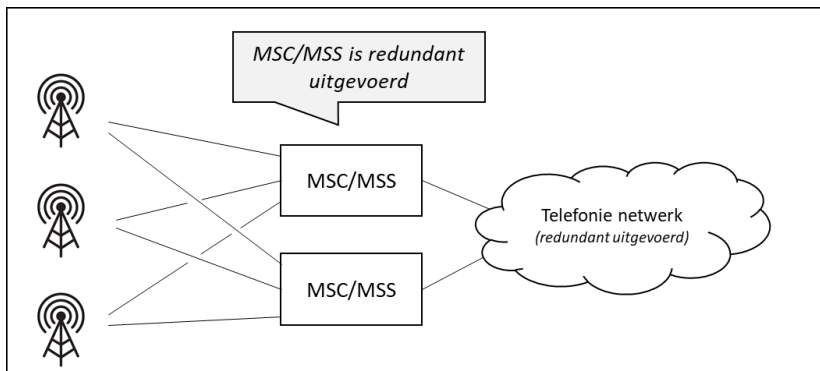 MSC/MSS is redundant
uitgevoerd
MSC/MSS
MSC/MSS
Telefonie netwerk
(redundant uitgevoerd)